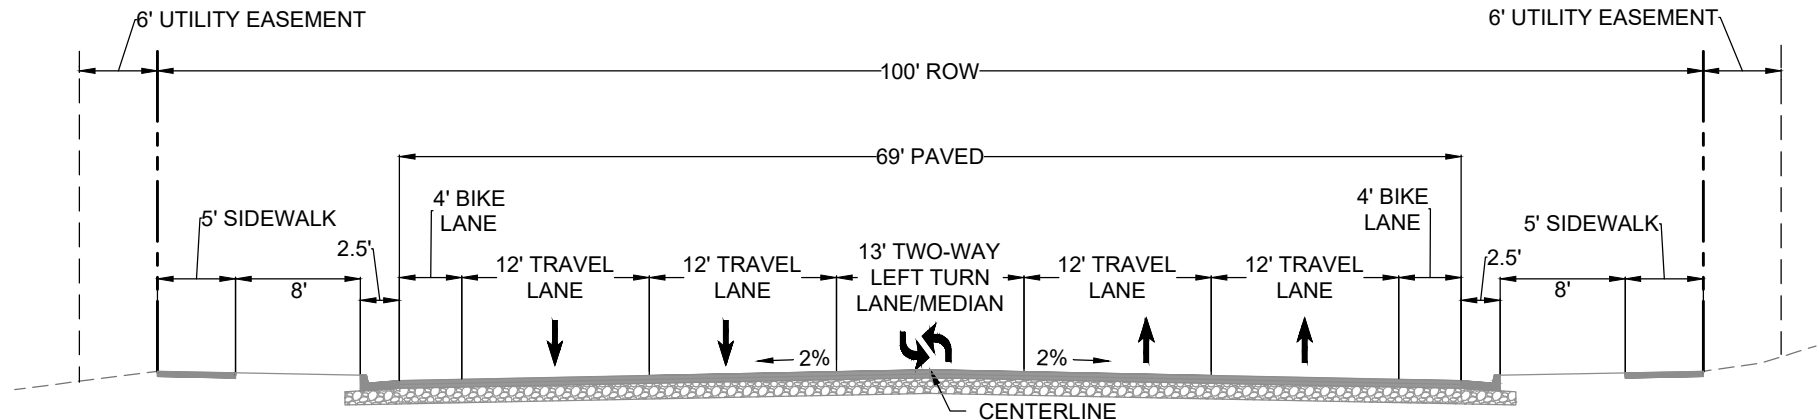 6' UTILITY EASEMENT
6' UTILITY EASEMENT
100' ROW
69' PAVED
4' BIKE
LANE
4' BIKE
LANE
5' SIDEWALK
5' SIDEWALK
2.5'
2.5'
8'
12' TRAVEL
LANE
12' TRAVEL
LANE
13' TWO-WAY
LEFT TURN
LANE/MEDIAN
12' TRAVEL
LANE
12' TRAVEL
LANE
8'
2%
2%
CENTERLINE